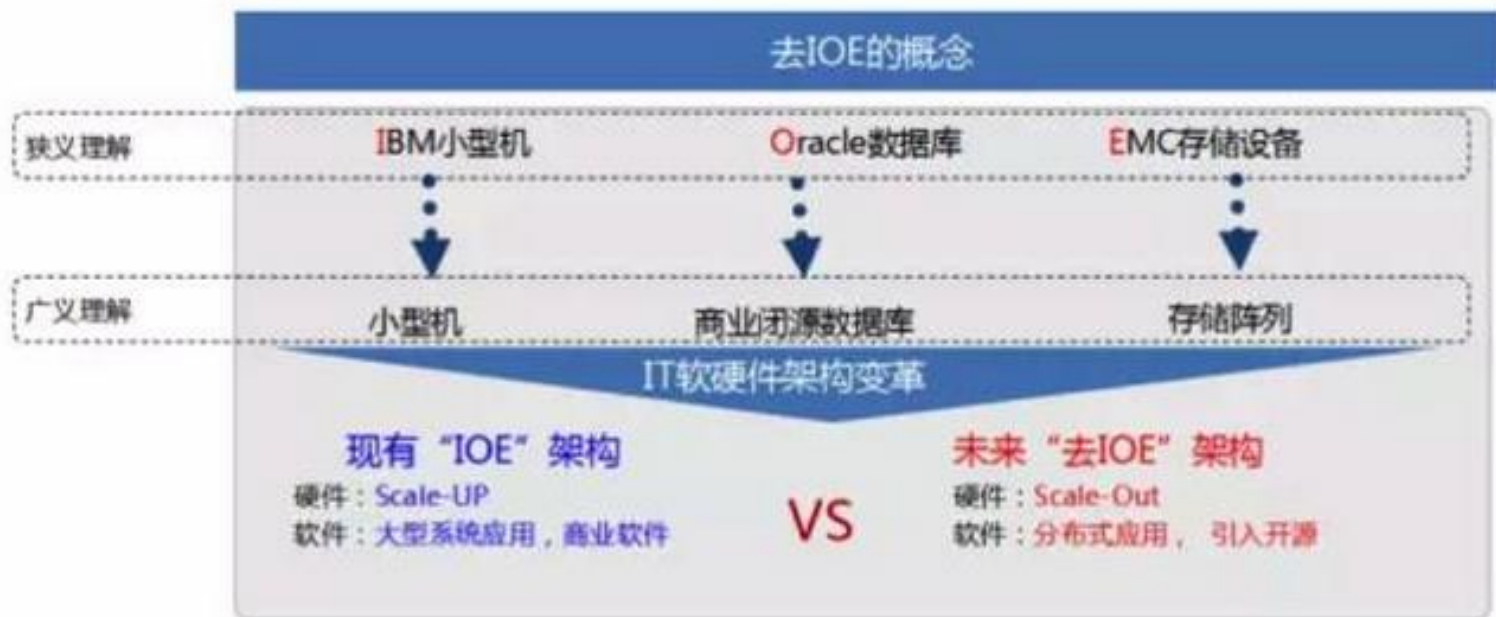 去IOE的概念
狭义理解 IBM小型机 Oracle数据库 EMC存储设备
广义理解 小型机 商业闭源数据库 存储阵列
IT软硬件架构变革
现有“IOE”架构
硬件：Scale-UP
软件：大型系统应用，商业软件
VS
未来“去IOE”架构
硬件：Scale-Out
软件：分布式应用， 引入开源